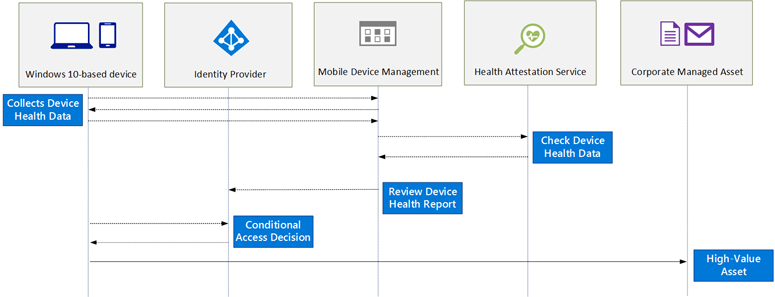 Windows 10-based device
Identity Provider
Mobile Device Management
Health Attestation Service
Corporate Managed Asset
Collects Device
Health Data
Check Device
Health Data
Review Device
Health Report
Conditional
Access Decision
High-Value
Asset